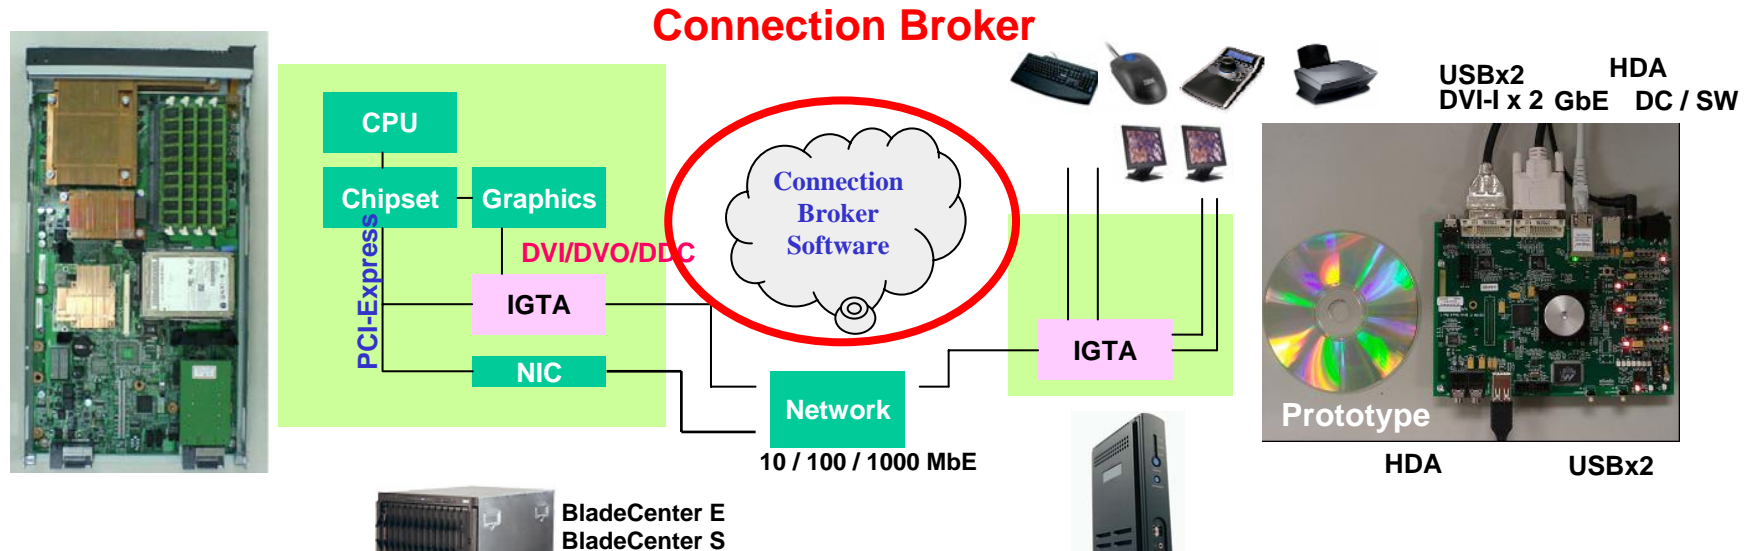 Connection Broker
USBx2
HDA
DVI-I x 2 GbE DC / SW
CPU
Chipset
Graphics
PCI-Express
DVI/DVO/DDC
IGTA
NIC
Connection
Broker
Software
Network
10 / 100 / 1000 MbE
IGTA
Prototype
HDA
USBx2
BladeCenter E
BladeCenter S